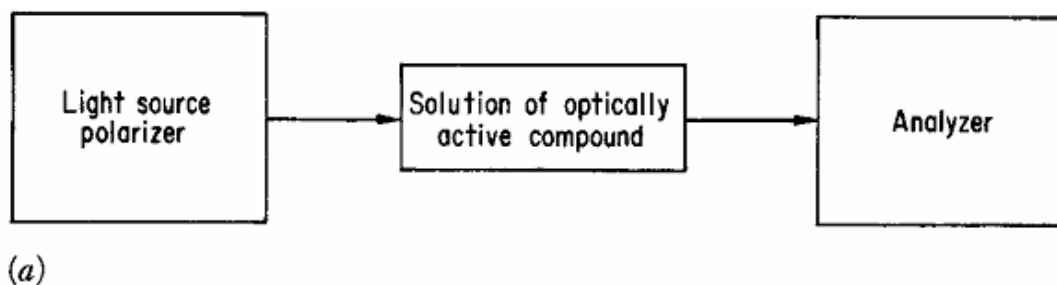 Light source
polarizer
Solution of optically
active compound
Analyzer
(a)